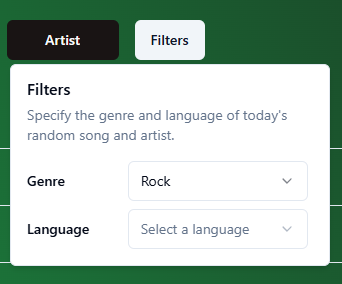 Artist Filters
Filters
Specify the genre and language of today's
random song and artist.
Genre Rock
Language Select a language